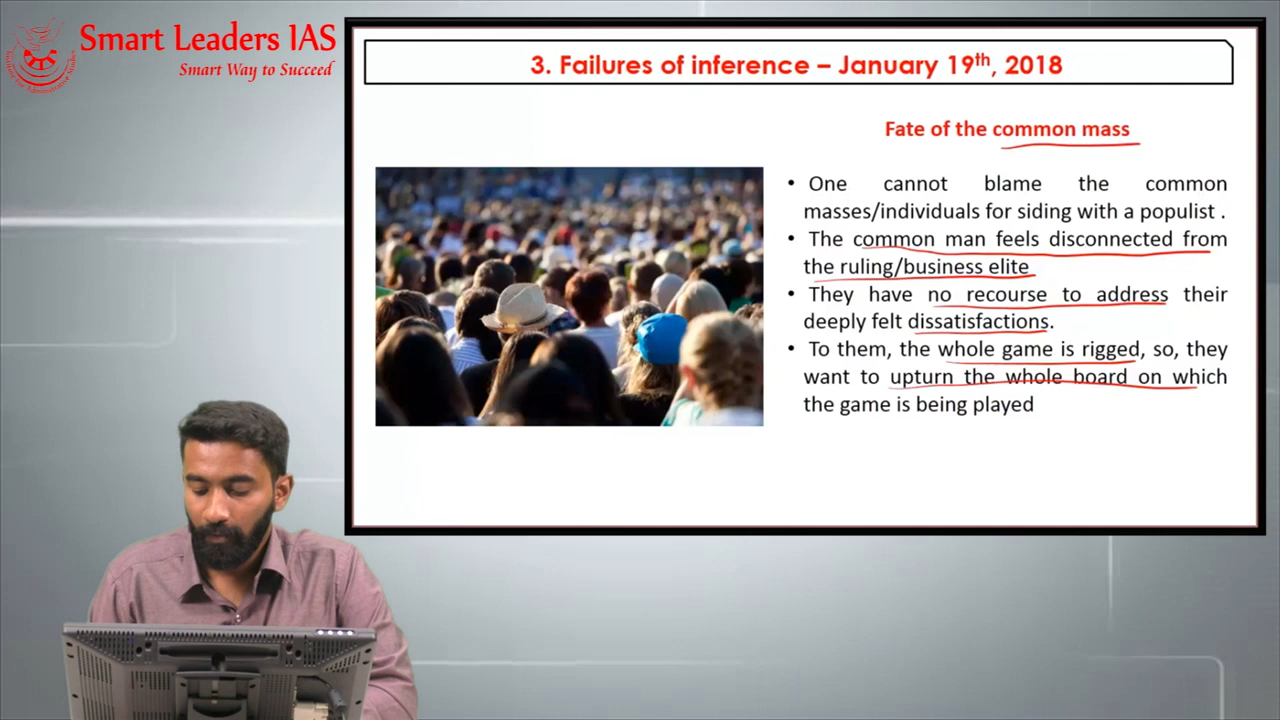 Smart Leaders IAS
Smart Way to Succeed
3. Failures of inference – January 19th, 2018
Fate of the common mass
• One cannot blame the common
masses/individuals for siding with a populist .
• The common man feels disconnected from
the ruling/business elite
• They have no recourse to address their
deeply felt dissatisfactions.
• To them, the whole game is rigged, so, they
want to upturn the whole board on which
the game is being played